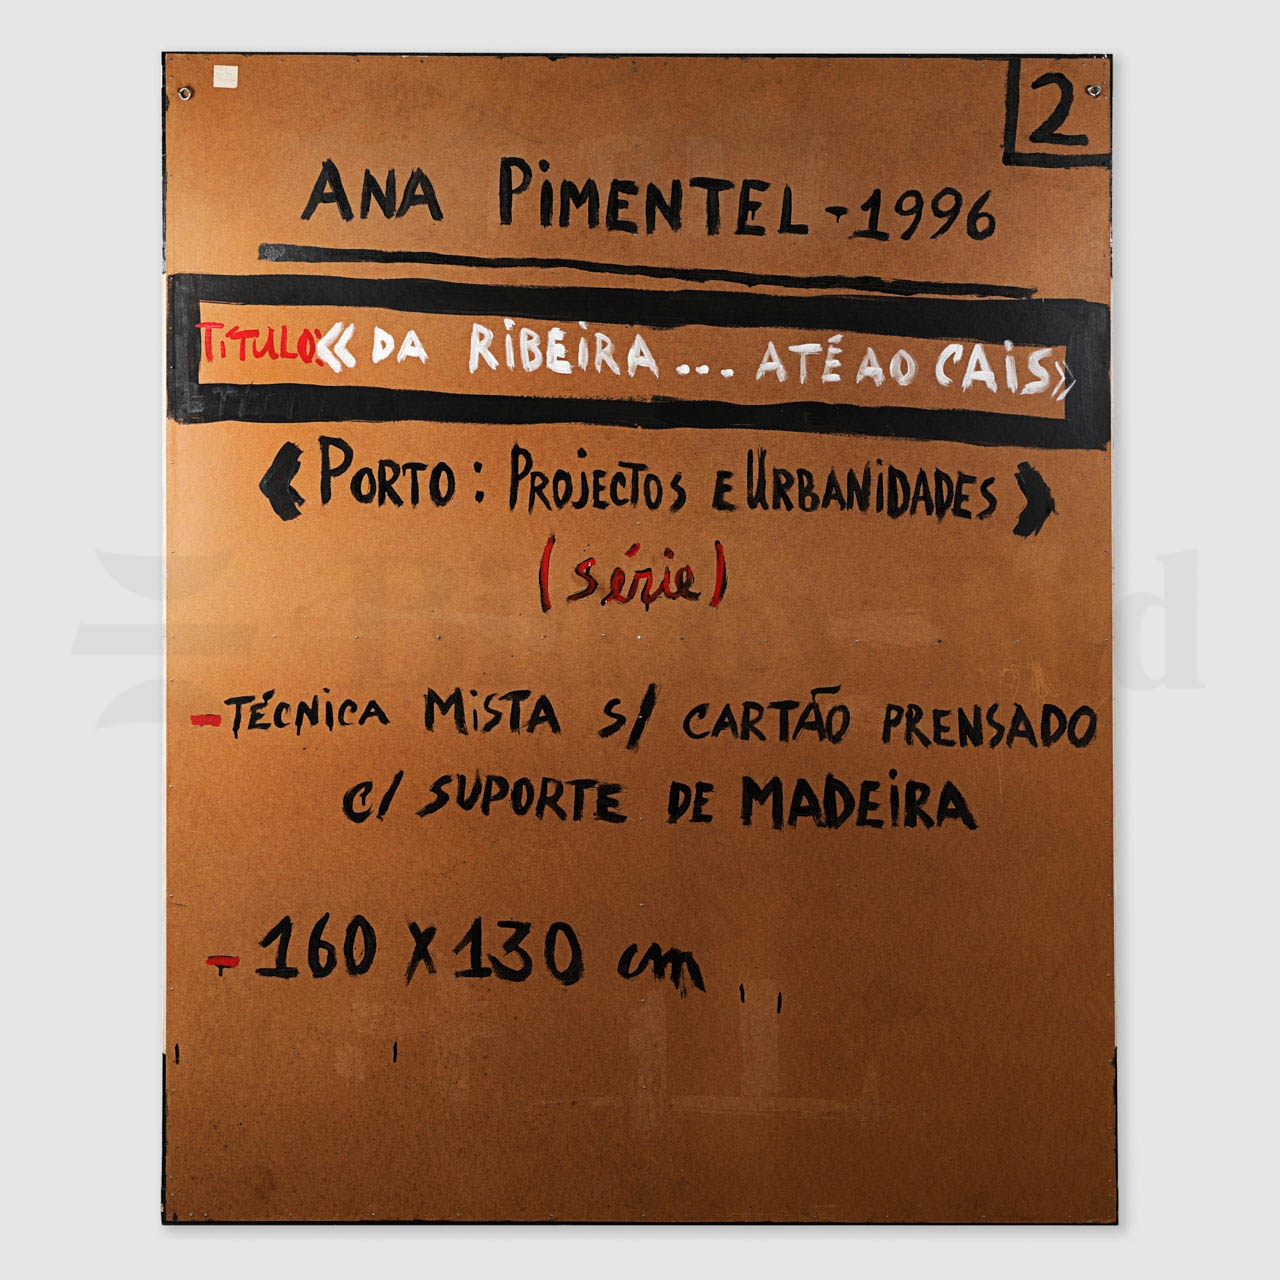 2
ANA PIMENTEL - 1996
TÍTULO: « DA RIBEIRA... ATÉ AO CAIS »
« PORTO : PROJECTOS E URBANIDADES »
(série)
- TÉCNICA MISTA S/ CARTÃO PRENSADO
C/ SUPORTE DE MADEIRA
- 160 X 130 cm